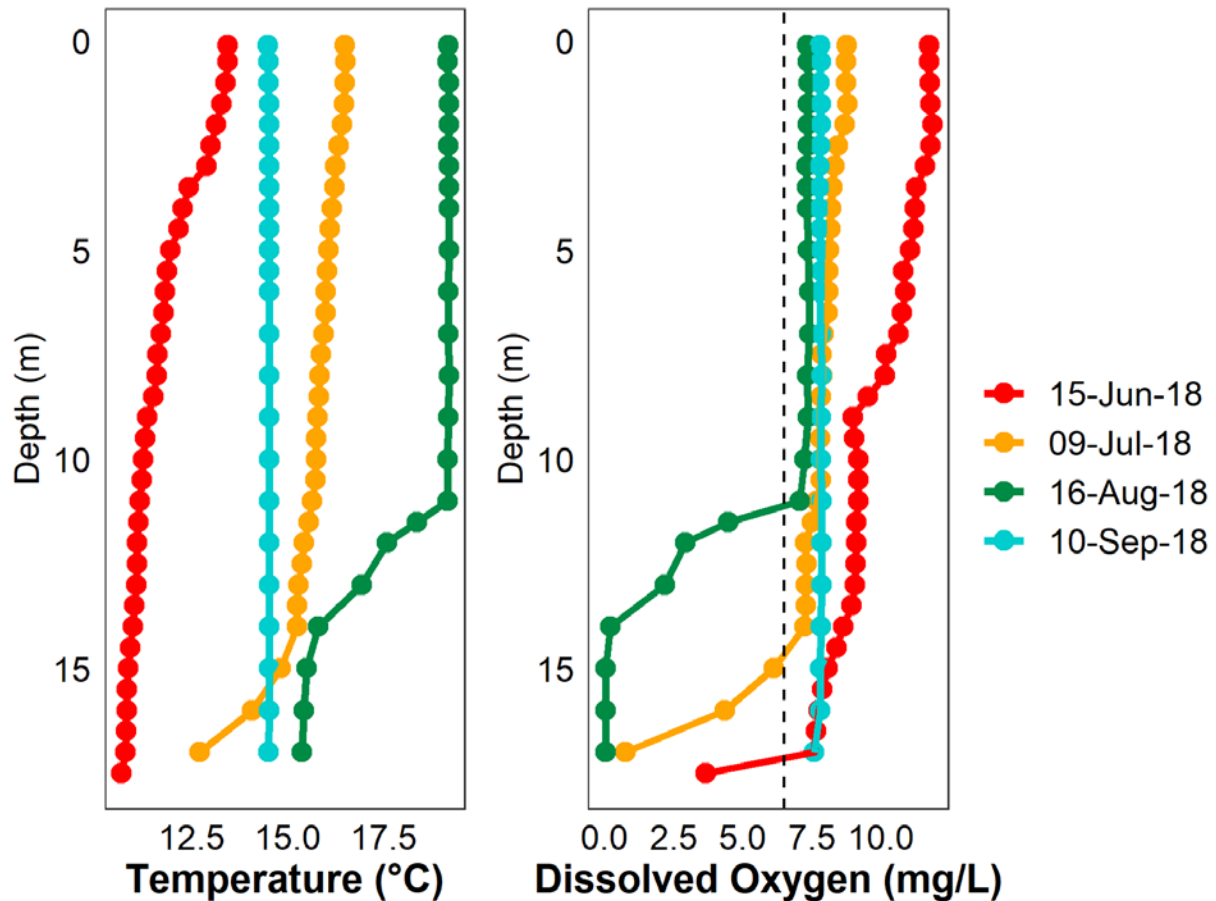 0
5
10
15
Depth (m)
12.5 15.0 17.5
Temperature (°C)
0
5
10
15
Depth (m)
0.0 2.5 5.0 7.5 10.0
Dissolved Oxygen (mg/L)
15-Jun-18
09-Jul-18
16-Aug-18
10-Sep-18